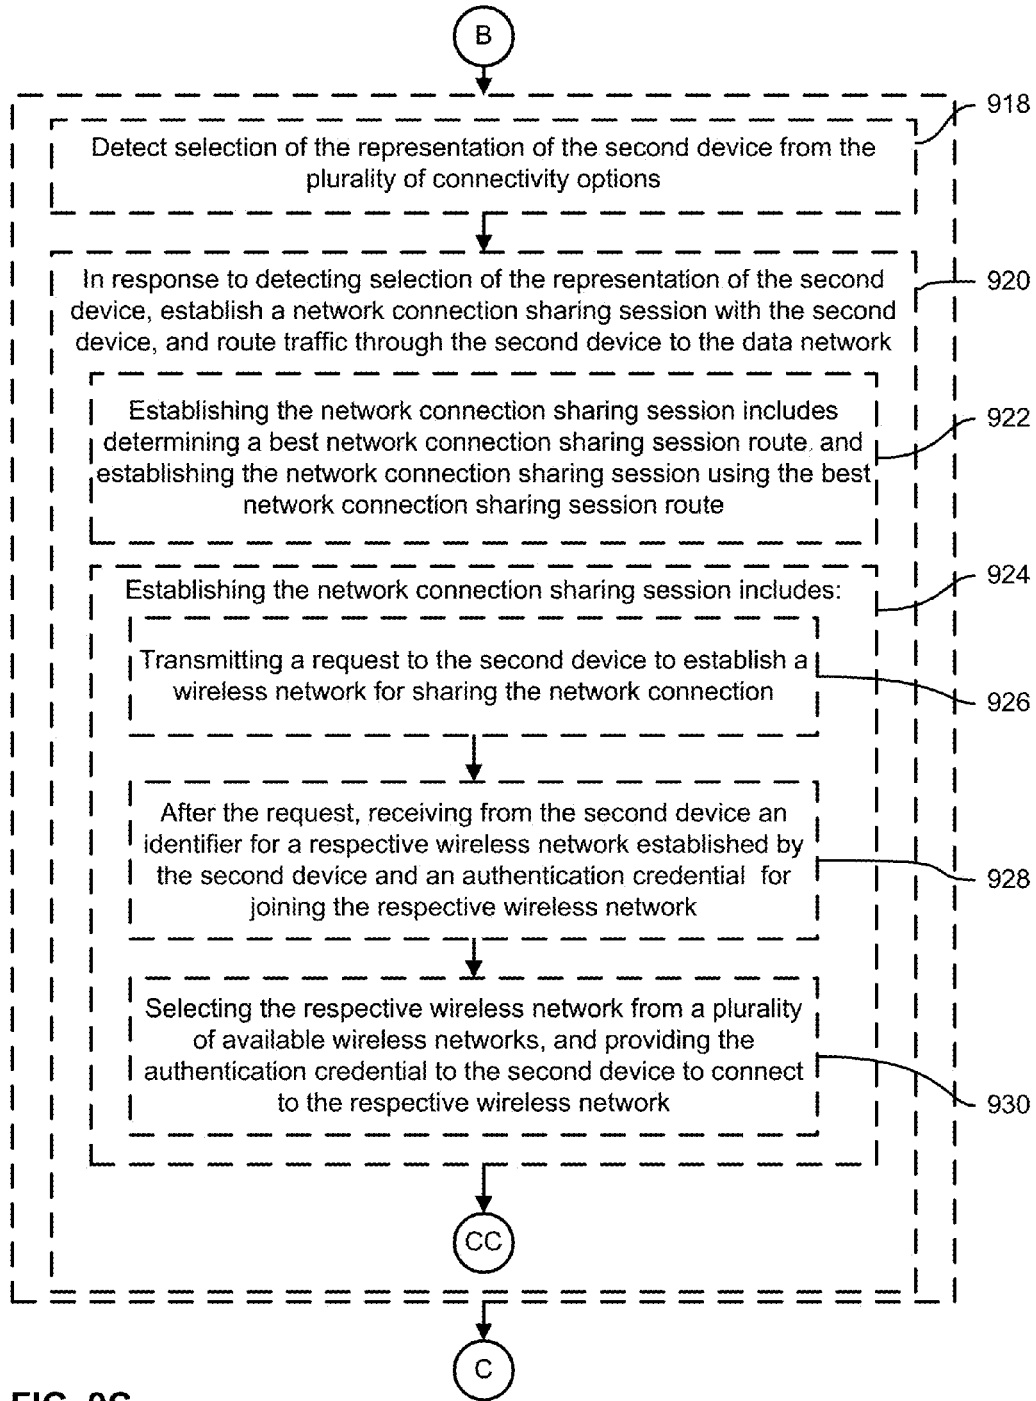 B
918
Detect selection of the representation of the second device from the
plurality of connectivity options
920
In response to detecting selection of the representation of the second
device, establish a network connection sharing session with the second
device, and route traffic through the second device to the data network
922
Establishing the network connection sharing session includes
determining a best network connection sharing session route, and
establishing the network connection sharing session using the best
network connection sharing session route
924
Establishing the network connection sharing session includes:
Transmitting a request to the second device to establish a
wireless network for sharing the network connection
926
After the request, receiving from the second device an
identifier for a respective wireless network established by
the second device and an authentication credential for
joining the respective wireless network
928
Selecting the respective wireless network from a plurality
of available wireless networks, and providing the
authentication credential to the second device to connect
to the respective wireless network
930
CC
C